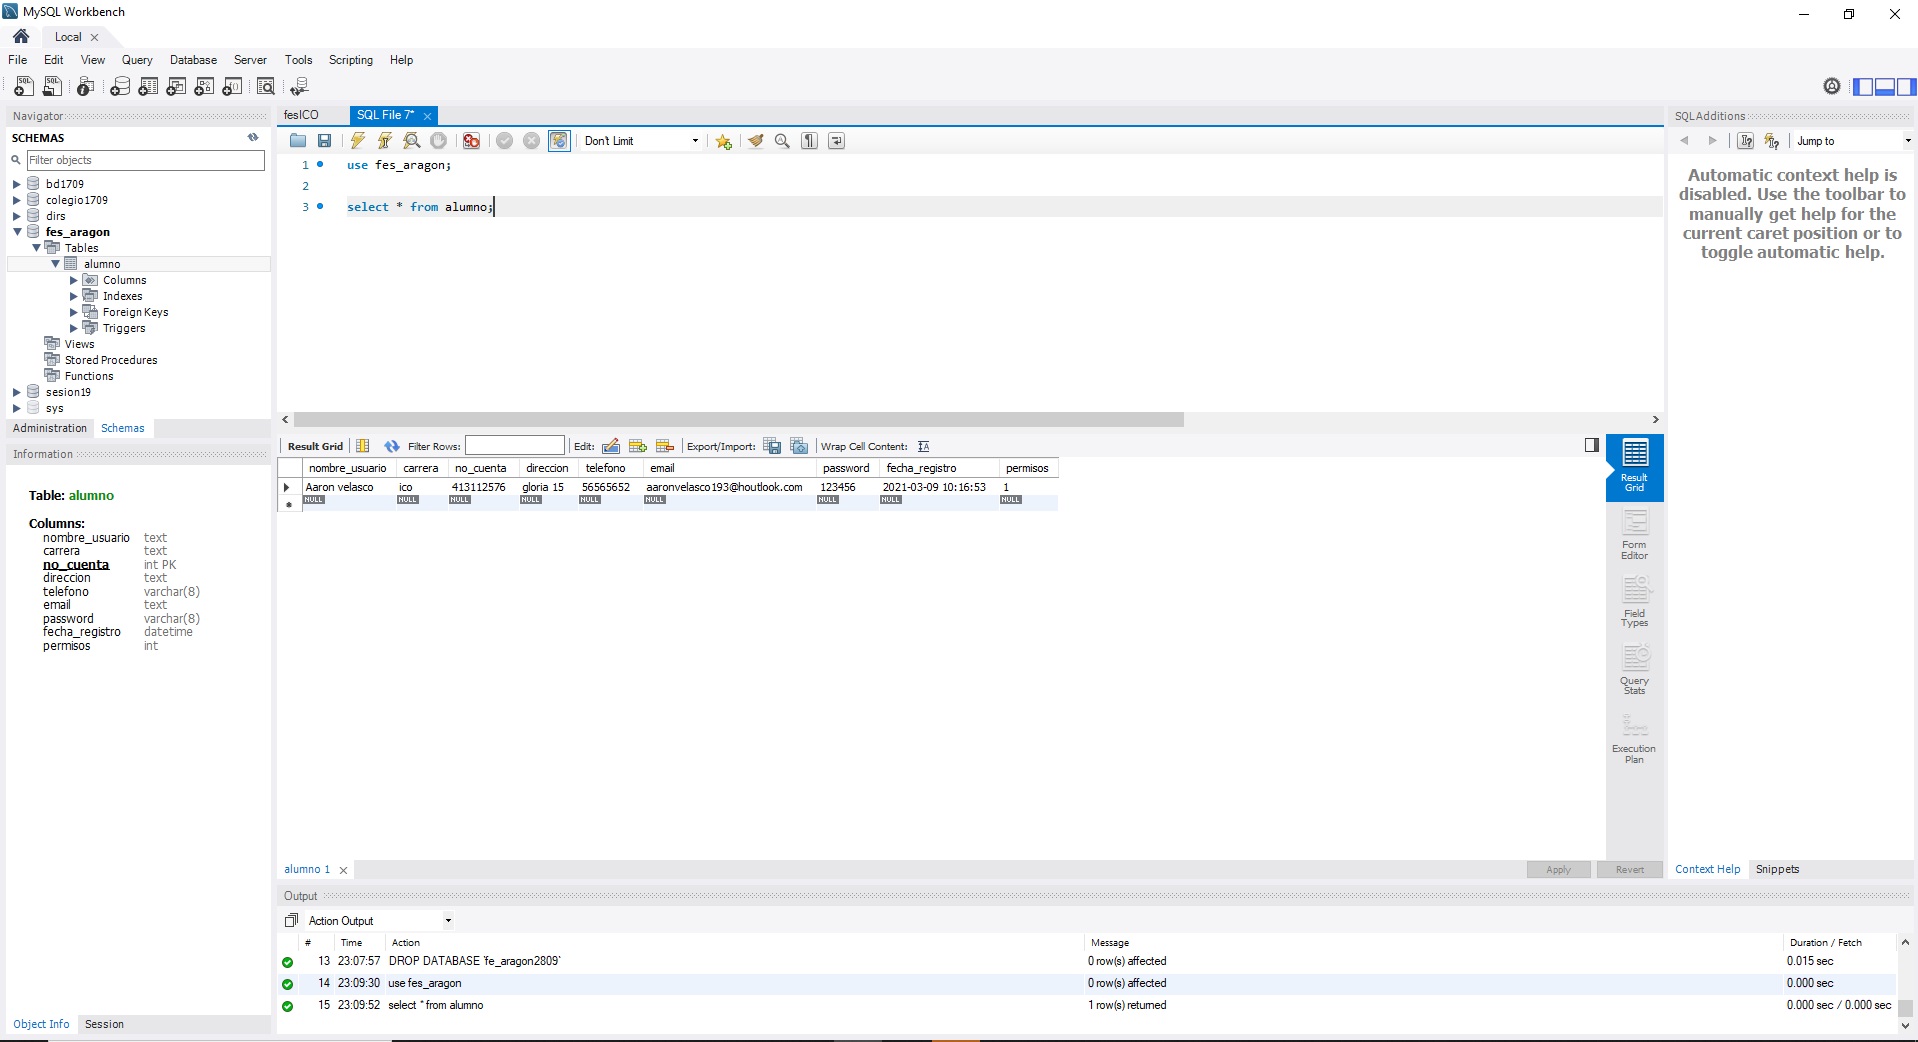 MySQL Workbench
Local
File Edit View Query Database Server Tools Scripting Help
Navigator
SCHEMAS
Filter objects
bd1709
colegio1709
dirs
fes_aragon
Tables
alumno
Columns
Indexes
Foreign Keys
Triggers
Views
Stored Procedures
Functions
sesion19
sys
Administration Schemas
Information
Table: alumno
Columns:
nombre_usuario text
carrera text
no_cuenta int PK
direccion text
telefono varchar(8)
email text
password varchar(8)
fecha_registro datetime
permisos int
Object Info Session
fesICO SQL File 7*
Don't Limit
1 use fes_aragon;
2
3 select * from alumno;
Result Grid Filter Rows: Edit: Export/Import: Wrap Cell Content:
nombre_usuario carrera no_cuenta direccion telefono email password fecha_registro permisos
Aaron velasco ico 413112576 gloria 15 56565652 aaronvelasco193@houtlook.com 123456 2021-03-09 10:16:53 1
NULL NULL NULL NULL NULL NULL NULL NULL NULL
Result
Grid
Form
Editor
Field
Types
Query
Stats
Execution
Plan
alumno 1
Apply Revert
Output
Action Output
# Time Action Message Duration / Fetch
13 23:07:57 DROP DATABASE `fe_aragon2809` 0 row(s) affected 0.015 sec
14 23:09:30 use fes_aragon 0 row(s) affected 0.000 sec
15 23:09:52 select * from alumno 1 row(s) returned 0.000 sec / 0.000 sec
SQLAdditions
Jump to
Automatic context help is
disabled. Use the toolbar to
manually get help for the
current caret position or to
toggle automatic help.
Context Help Snippets